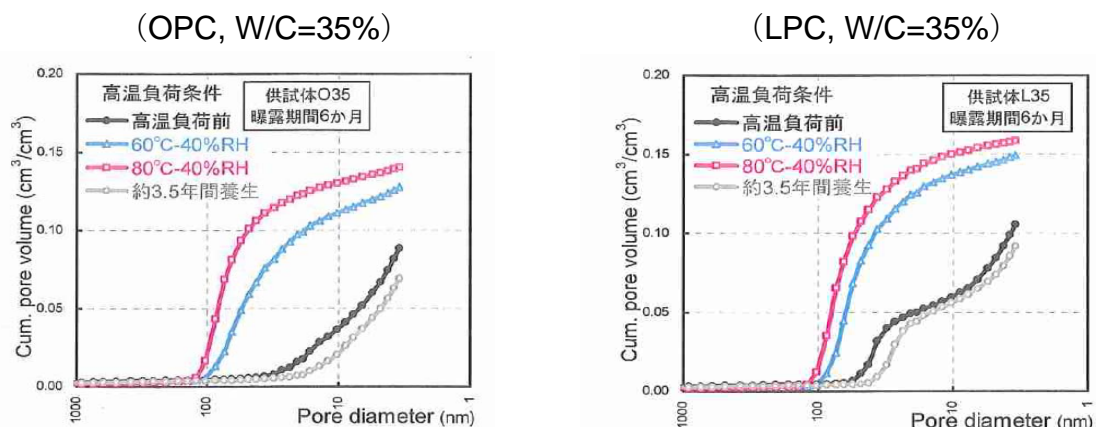 （OPC, W/C=35%）
0.20
0.15
0.10
0.05
0.00
Cum. pore volume (cm³/cm³)
高温負荷条件
高温負荷前
60℃-40%RH
80℃-40%RH
約3.5年間養生
供試体O35
曝露期間6か月
1000
100
10
1
Pore diameter (nm)
（LPC, W/C=35%）
0.20
0.15
0.10
0.05
0.00
Cum. pore volume (cm³/cm³)
高温負荷条件
高温負荷前
60℃-40%RH
80℃-40%RH
約3.5年間養生
供試体L35
曝露期間6か月
1000
100
10
1
Pore diameter (nm)